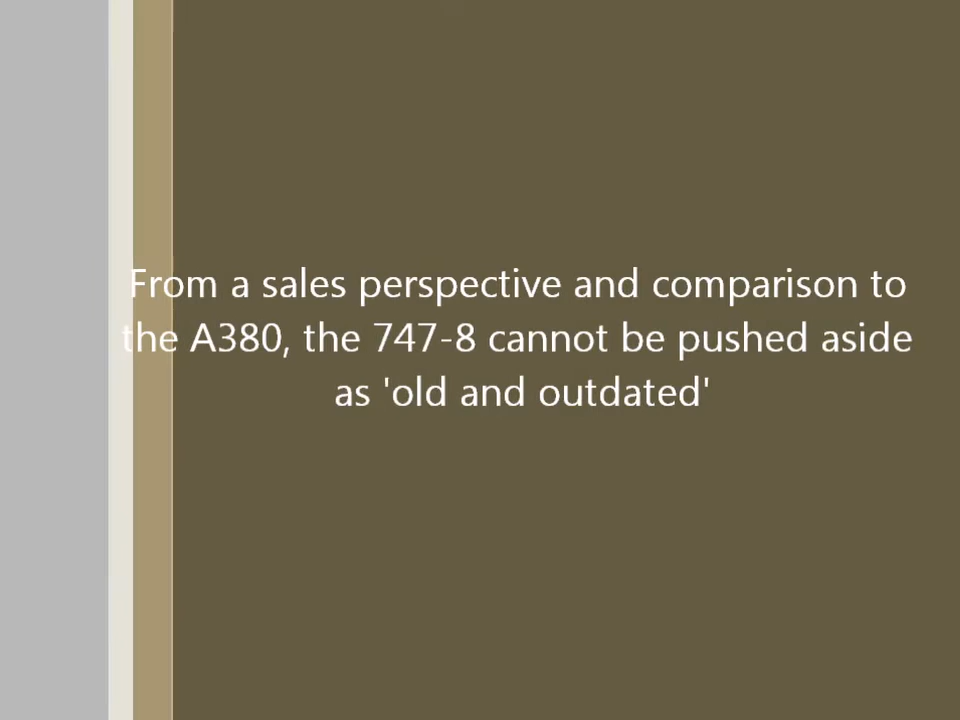 From a sales perspective and comparison to
the A380, the 747-8 cannot be pushed aside
as 'old and outdated'